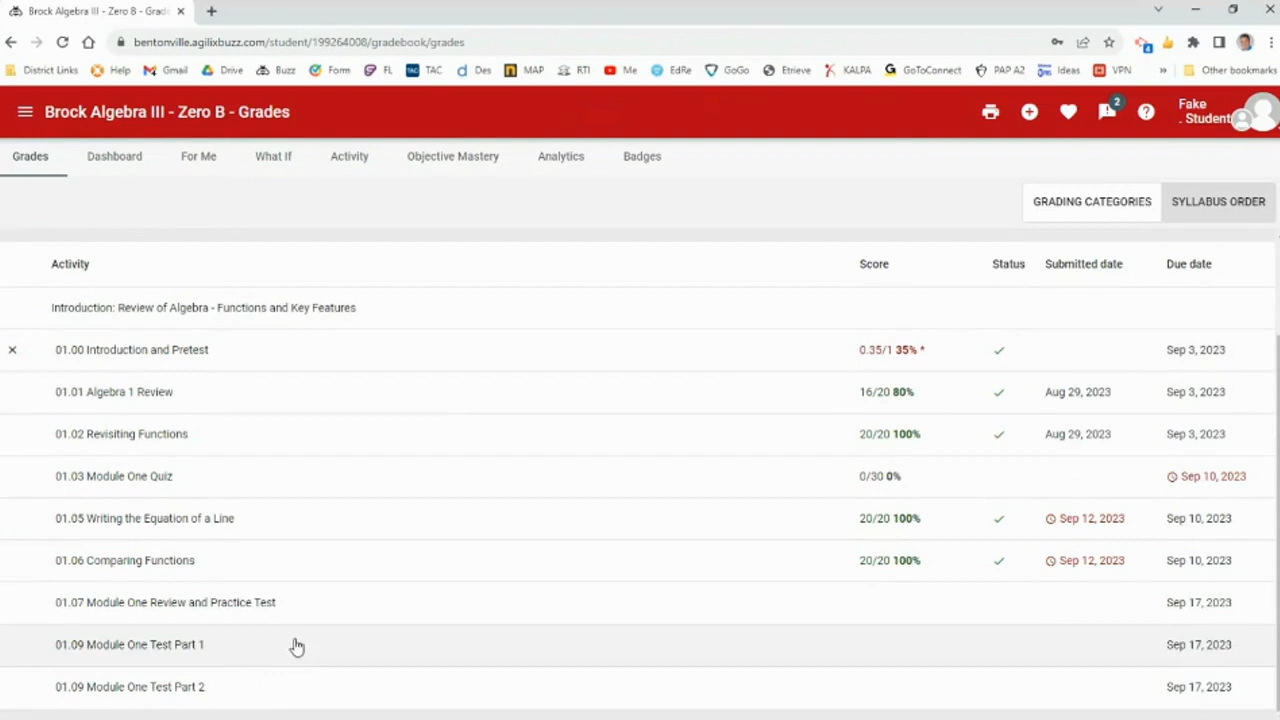 Brock Algebra III - Zero B - Grad
bentonville.agilixbuzz.com/student/199264008/gradebook/grades
4
District Links Help Gmail Drive Buzz Form FL TAC Des MAP RTI Me EdRe GoGo Etrieve KALPA GoToConnect PAP A2 Ideas VPN » Other bookmarks
Brock Algebra III - Zero B - Grades
2
Fake
. Student
Grades Dashboard For Me What If Activity Objective Mastery Analytics Badges
GRADING CATEGORIES SYLLABUS ORDER
Activity Score Status Submitted date Due date
Introduction: Review of Algebra - Functions and Key Features
01.00 Introduction and Pretest 0.35/1 35% * Sep 3, 2023
01.01 Algebra 1 Review 16/20 80% Aug 29, 2023 Sep 3, 2023
01.02 Revisiting Functions 20/20 100% Aug 29, 2023 Sep 3, 2023
01.03 Module One Quiz 0/30 0% Sep 10, 2023
01.05 Writing the Equation of a Line 20/20 100% Sep 12, 2023 Sep 10, 2023
01.06 Comparing Functions 20/20 100% Sep 12, 2023 Sep 10, 2023
01.07 Module One Review and Practice Test Sep 17, 2023
01.09 Module One Test Part 1 Sep 17, 2023
01.09 Module One Test Part 2 Sep 17, 2023